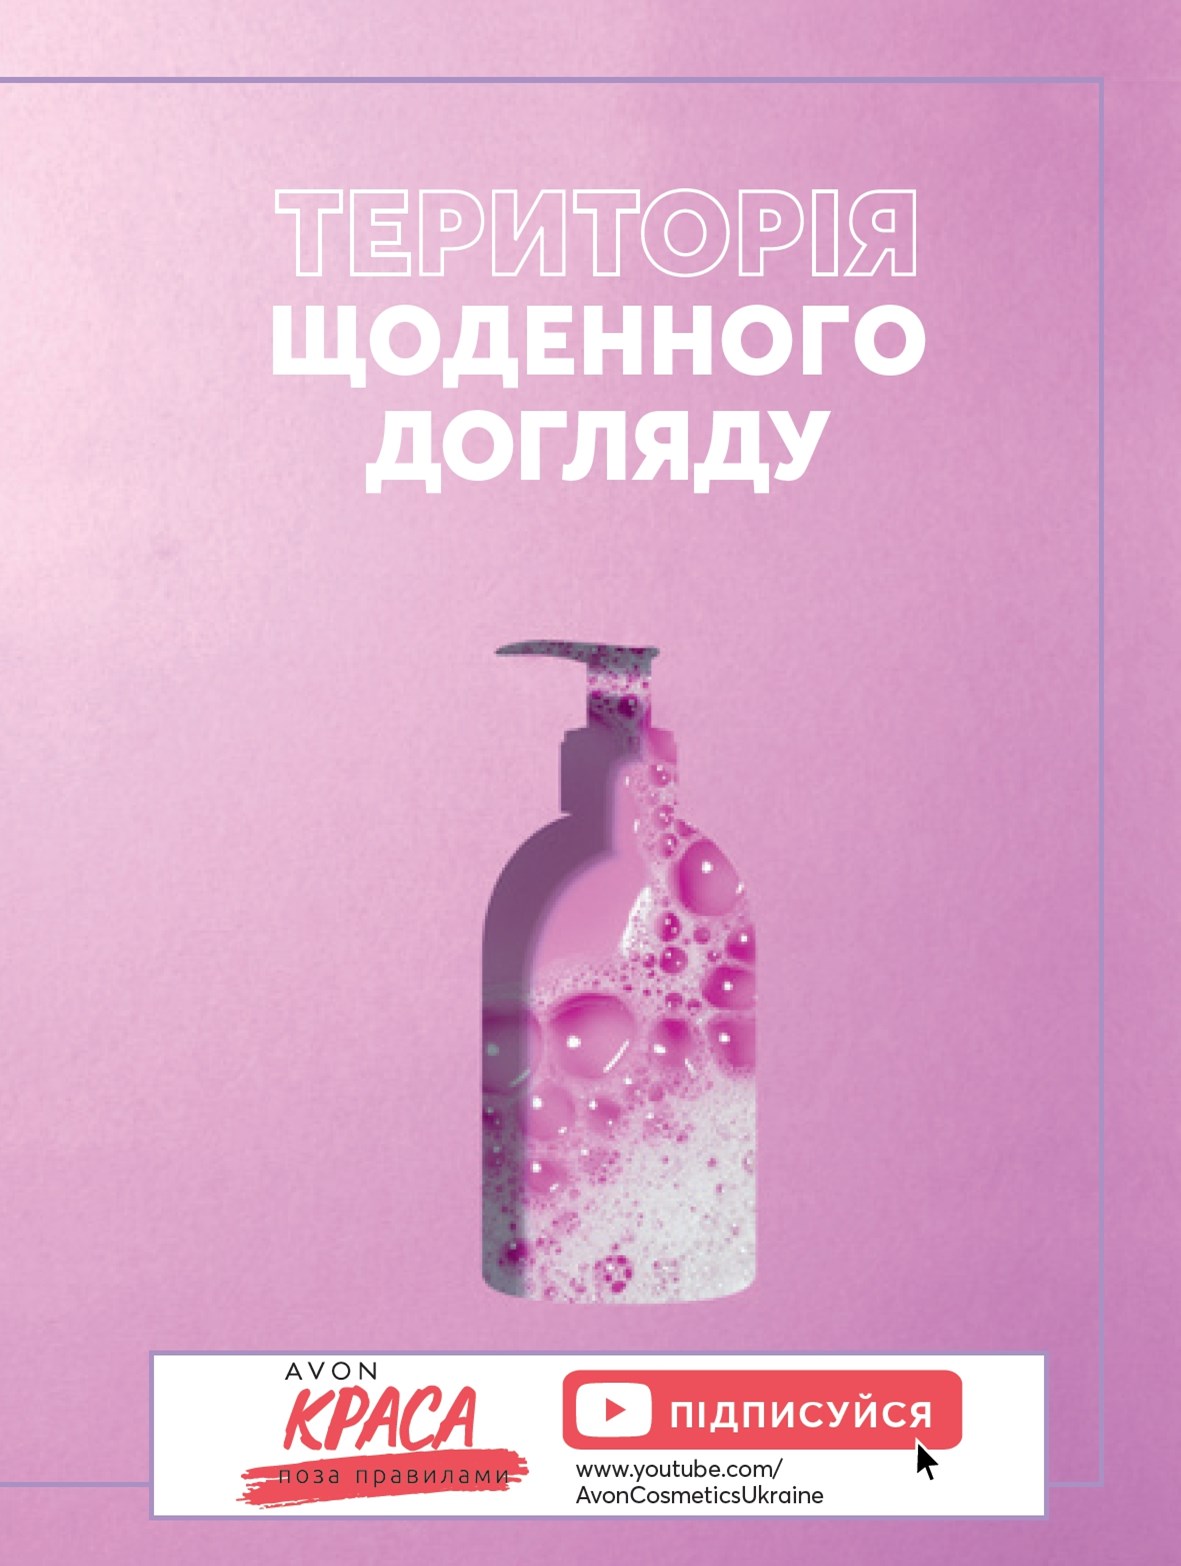 ТЕРИТОРІЯ
ЩОДЕННОГО
ДОГЛЯДУ
AVON
КРАСА
поза правилами
ПІДПИСУЙСЯ
www.youtube.com/
AvonCosmeticsUkraine